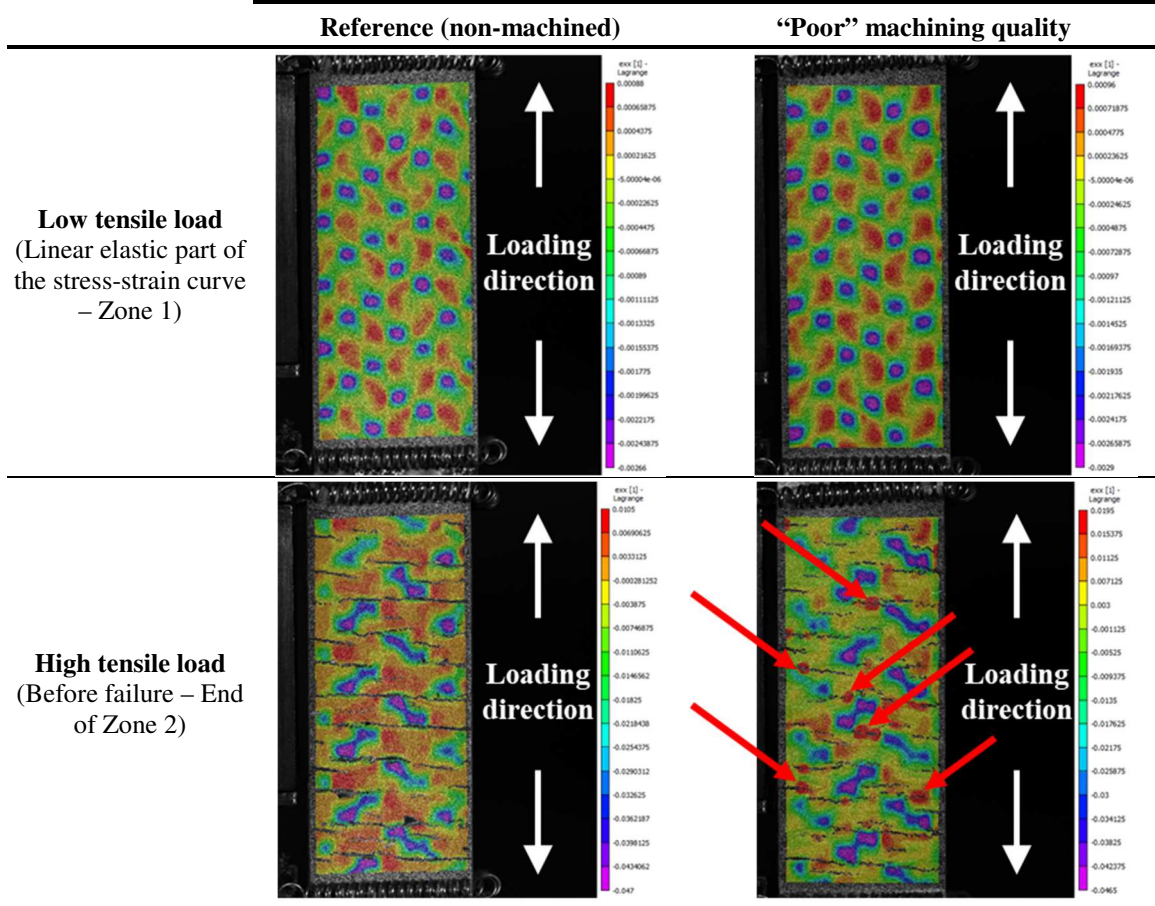 Reference (non-machined)
“Poor” machining quality
Low tensile load
(Linear elastic part of
the stress-strain curve
– Zone 1)
exx [1] -
Lagrange
0.00088
0.00065875
0.0004375
0.00021625
-5.00004e-06
-0.00022625
-0.0004475
-0.00066875
-0.00089
-0.00111125
-0.0013325
-0.00155375
-0.001775
-0.00199625
-0.0022175
-0.00243875
-0.00266
Loading
direction
exx [1] -
Lagrange
0.00096
0.00071875
0.0004775
0.00023625
-5.00004e-06
-0.00024625
-0.0004875
-0.00072875
-0.00097
-0.00121125
-0.0014525
-0.00169375
-0.001935
-0.00217625
-0.0024175
-0.00265875
-0.0029
Loading
direction
High tensile load
(Before failure – End
of Zone 2)
exx [1] -
Lagrange
0.0105
0.00690625
0.0033125
-0.000281252
-0.003875
-0.00746875
-0.0110625
-0.0146562
-0.01825
-0.0218438
-0.0254375
-0.0290312
-0.032625
-0.0362187
-0.0398125
-0.0434062
-0.047
Loading
direction
exx [1] -
Lagrange
0.0195
0.015375
0.01125
0.007125
0.003
-0.001125
-0.00525
-0.009375
-0.0135
-0.017625
-0.02175
-0.025875
-0.03
-0.034125
-0.03825
-0.042375
-0.0465
Loading
direction